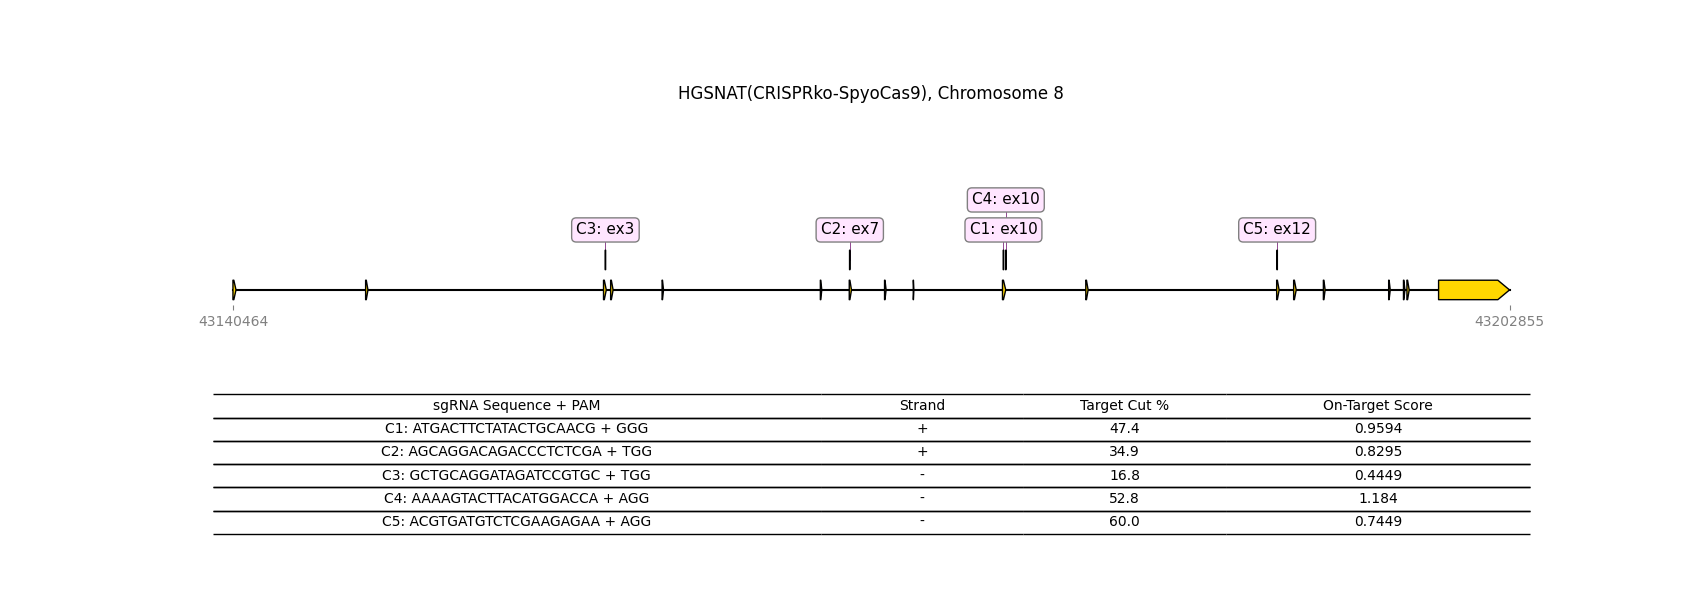 HGSNAT(CRISPRko-SpyoCas9), Chromosome 8
C4: ex10
C3: ex3 C2: ex7 C1: ex10 C5: ex12
43140464 43202855
sgRNA Sequence + PAM Strand Target Cut % On-Target Score
C1: ATGACTTCTATACTGCAACG + GGG + 47.4 0.9594
C2: AGCAGGACAGACCCTCTCGA + TGG + 34.9 0.8295
C3: GCTGCAGGATAGATCCGTGC + TGG - 16.8 0.4449
C4: AAAAGTACTTACATGGACCA + AGG - 52.8 1.184
C5: ACGTGATGTCTCGAAGAGAA + AGG - 60.0 0.7449